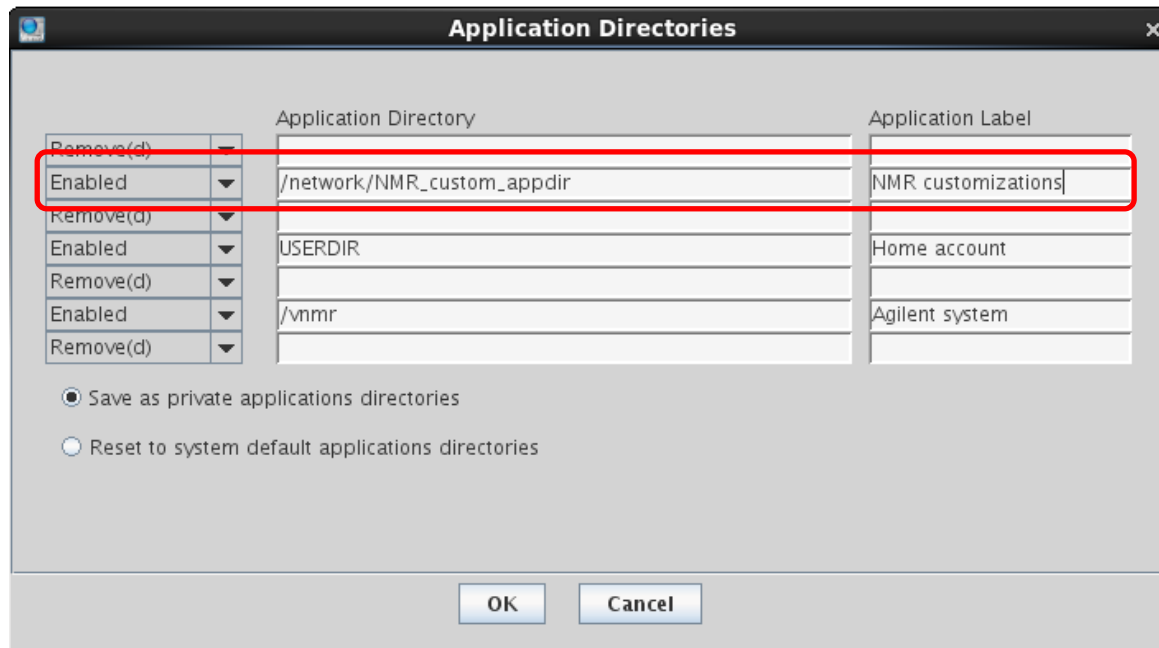 Application Directories
Application Directory Application Label
Remove(d)
Enabled /network/NMR_custom_appdir NMR customizations
Remove(d)
Enabled USERDIR Home account
Remove(d)
Enabled /vnmr Agilent system
Remove(d)
Save as private applications directories
Reset to system default applications directories
OK Cancel